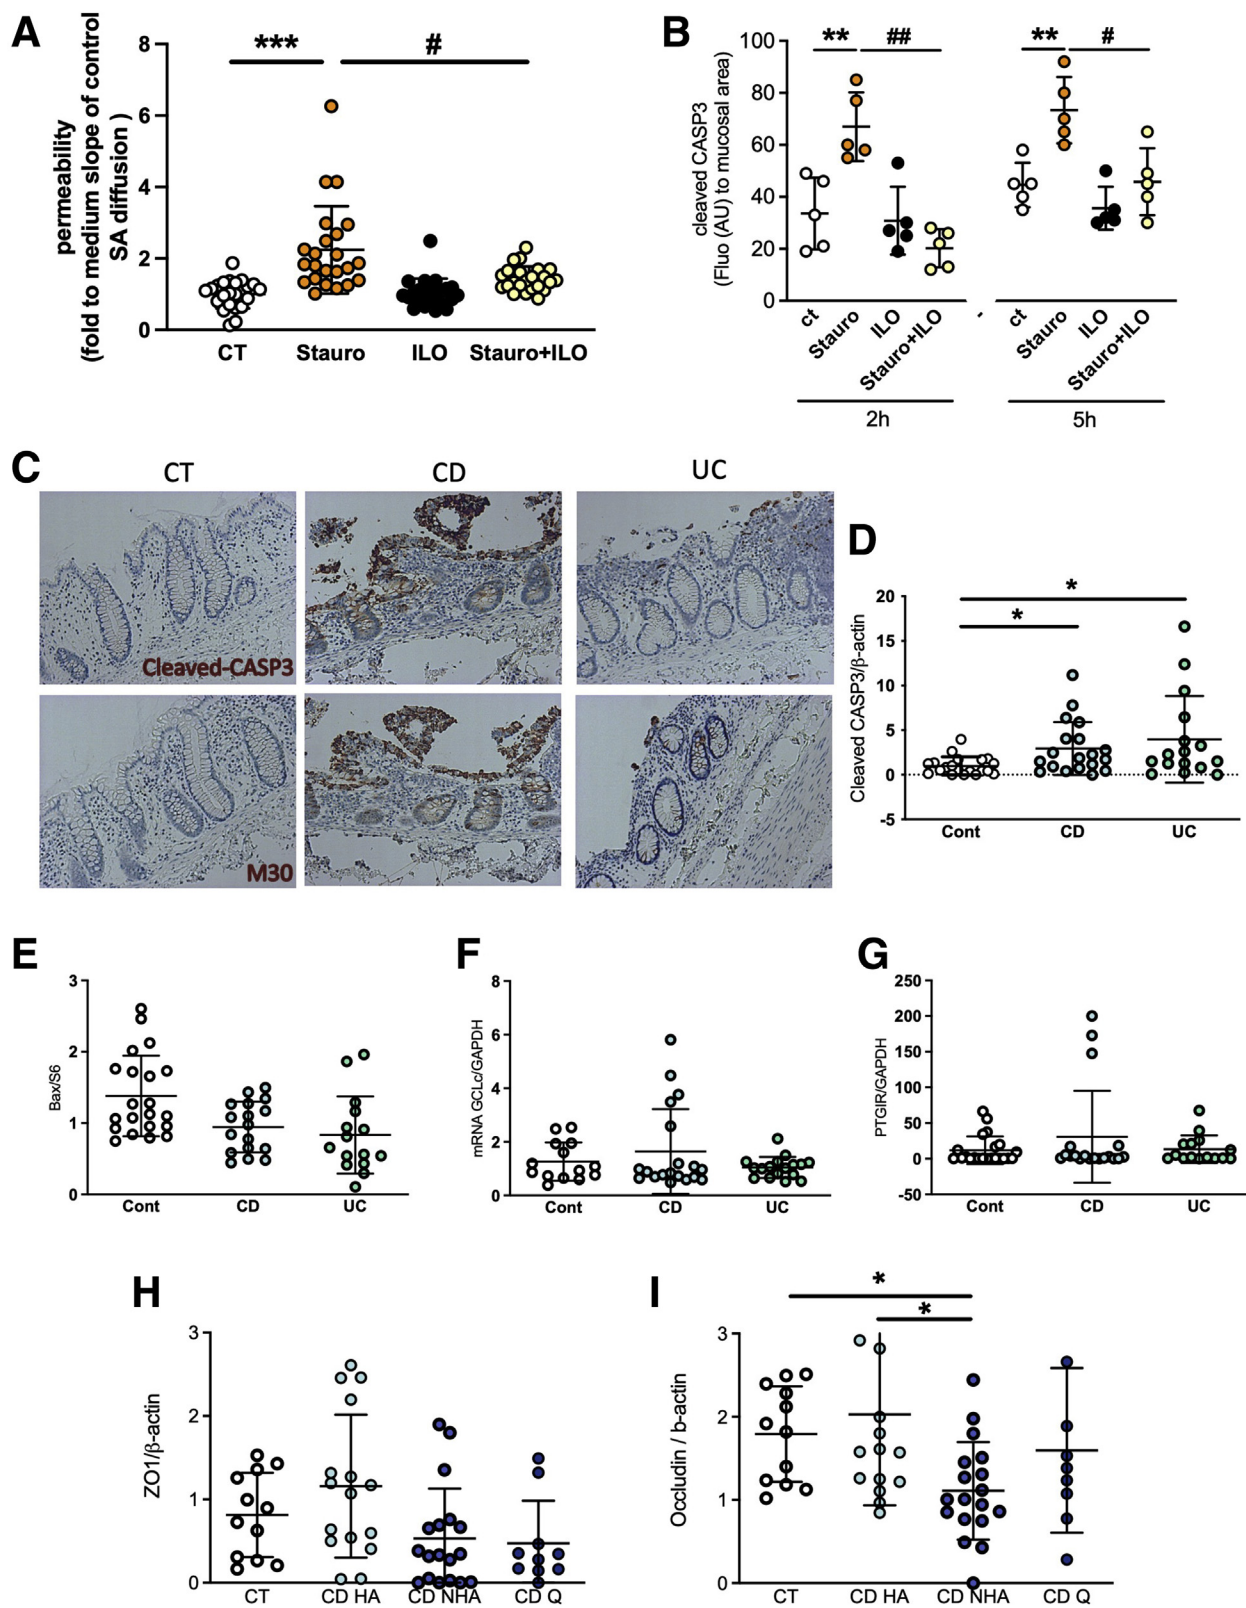 A
permeability
(fold to medium slope of control
SA diffusion )
8
6
4
2
0
***
#
CT
Stauro
ILO
Stauro+ILO
B
cleaved CASP3
(Fluo (AU) to mucosal area)
100
80
60
40
20
0
**
##
**
#
ct
Stauro
ILO
Stauro+ILO
-
ct
Stauro
ILO
Stauro+ILO
2h
5h
C
CT
CD
UC
Cleaved-CASP3
M30
D
Cleaved CASP3/β-actin
20
15
10
5
0
-5
*
*
Cont
CD
UC
E
Bax/S6
3
2
1
0
Cont
CD
UC
F
mRNA GCLc/GAPDH
8
6
4
2
0
Cont
CD
UC
G
PTGIR/GAPDH
250
200
150
100
50
0
-50
Cont
CD
UC
H
ZO1/β-actin
3
2
1
0
CT
CD HA
CD NHA
CD Q
I
Occludin / b-actin
3
2
1
0
*
*
CT
CD HA
CD NHA
CD Q